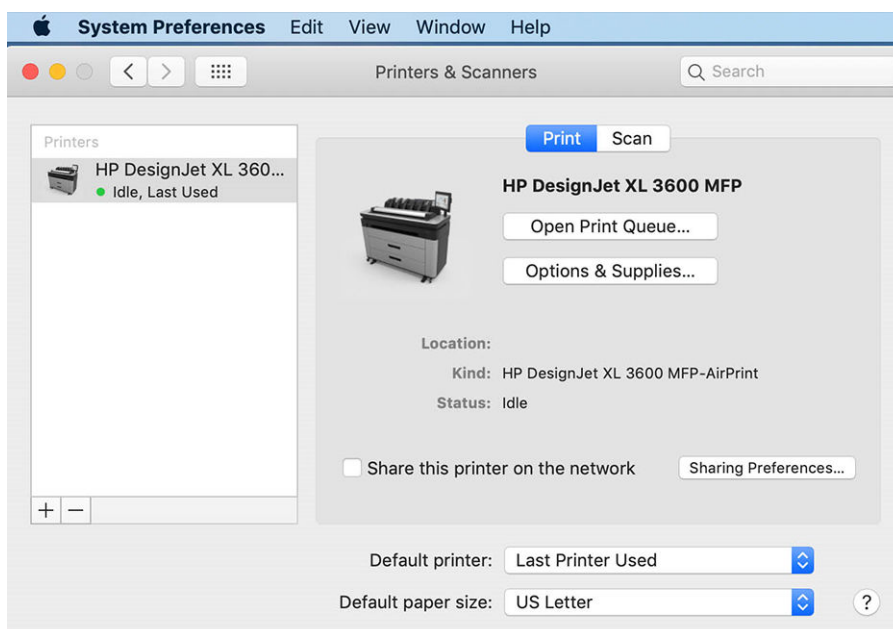 System Preferences Edit View Window Help
Printers & Scanners
Search
Printers
HP DesignJet XL 360...
Idle, Last Used
Print Scan
HP DesignJet XL 3600 MFP
Open Print Queue...
Options & Supplies...
Location:
Kind: HP DesignJet XL 3600 MFP-AirPrint
Status: Idle
Share this printer on the network Sharing Preferences...
+ −
Default printer: Last Printer Used
Default paper size: US Letter ?